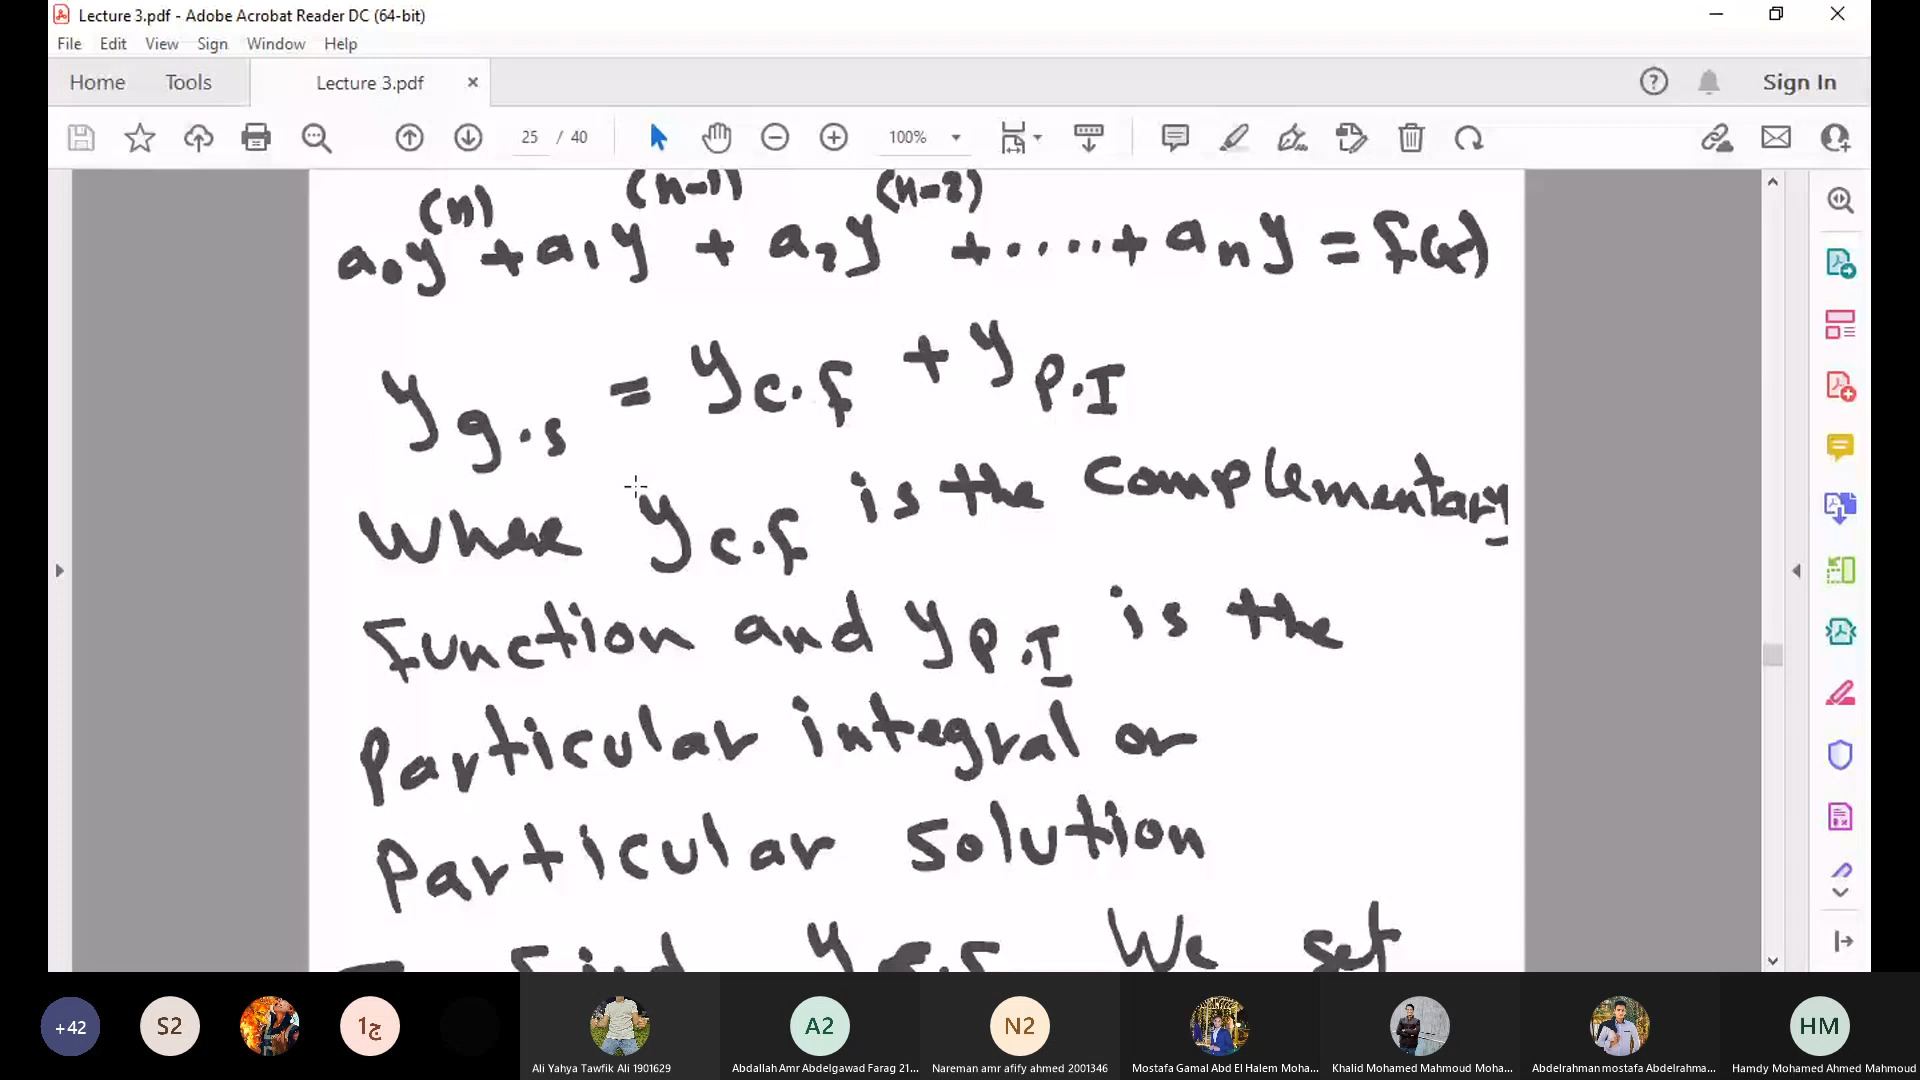 Lecture 3.pdf - Adobe Acrobat Reader DC (64-bit)
File Edit View Sign Window Help
Home Tools Lecture 3.pdf × ? Sign In
25 / 40 100%
a₀y⁽ⁿ⁾ + a₁y⁽ⁿ⁻¹⁾ + a₂y⁽ⁿ⁻²⁾ + ..... + aₙy = f(x)
y g.s = y c.f + y P.I
where y c.f is the complementary
function and y P.I is the
particular integral or
particular solution
find y c.f we set
+42 S2 ج1 A2 N2 HM
Ali Yahya Tawfik Ali 1901629 Abdallah Amr Abdelgawad Farag 21... Nareman amr afify ahmed 2001346 Mostafa Gamal Abd El Halem Moha... Khalid Mohamed Mahmoud Moha... Abdelrahman mostafa Abdelrahma... Hamdy Mohamed Ahmed Mahmoud